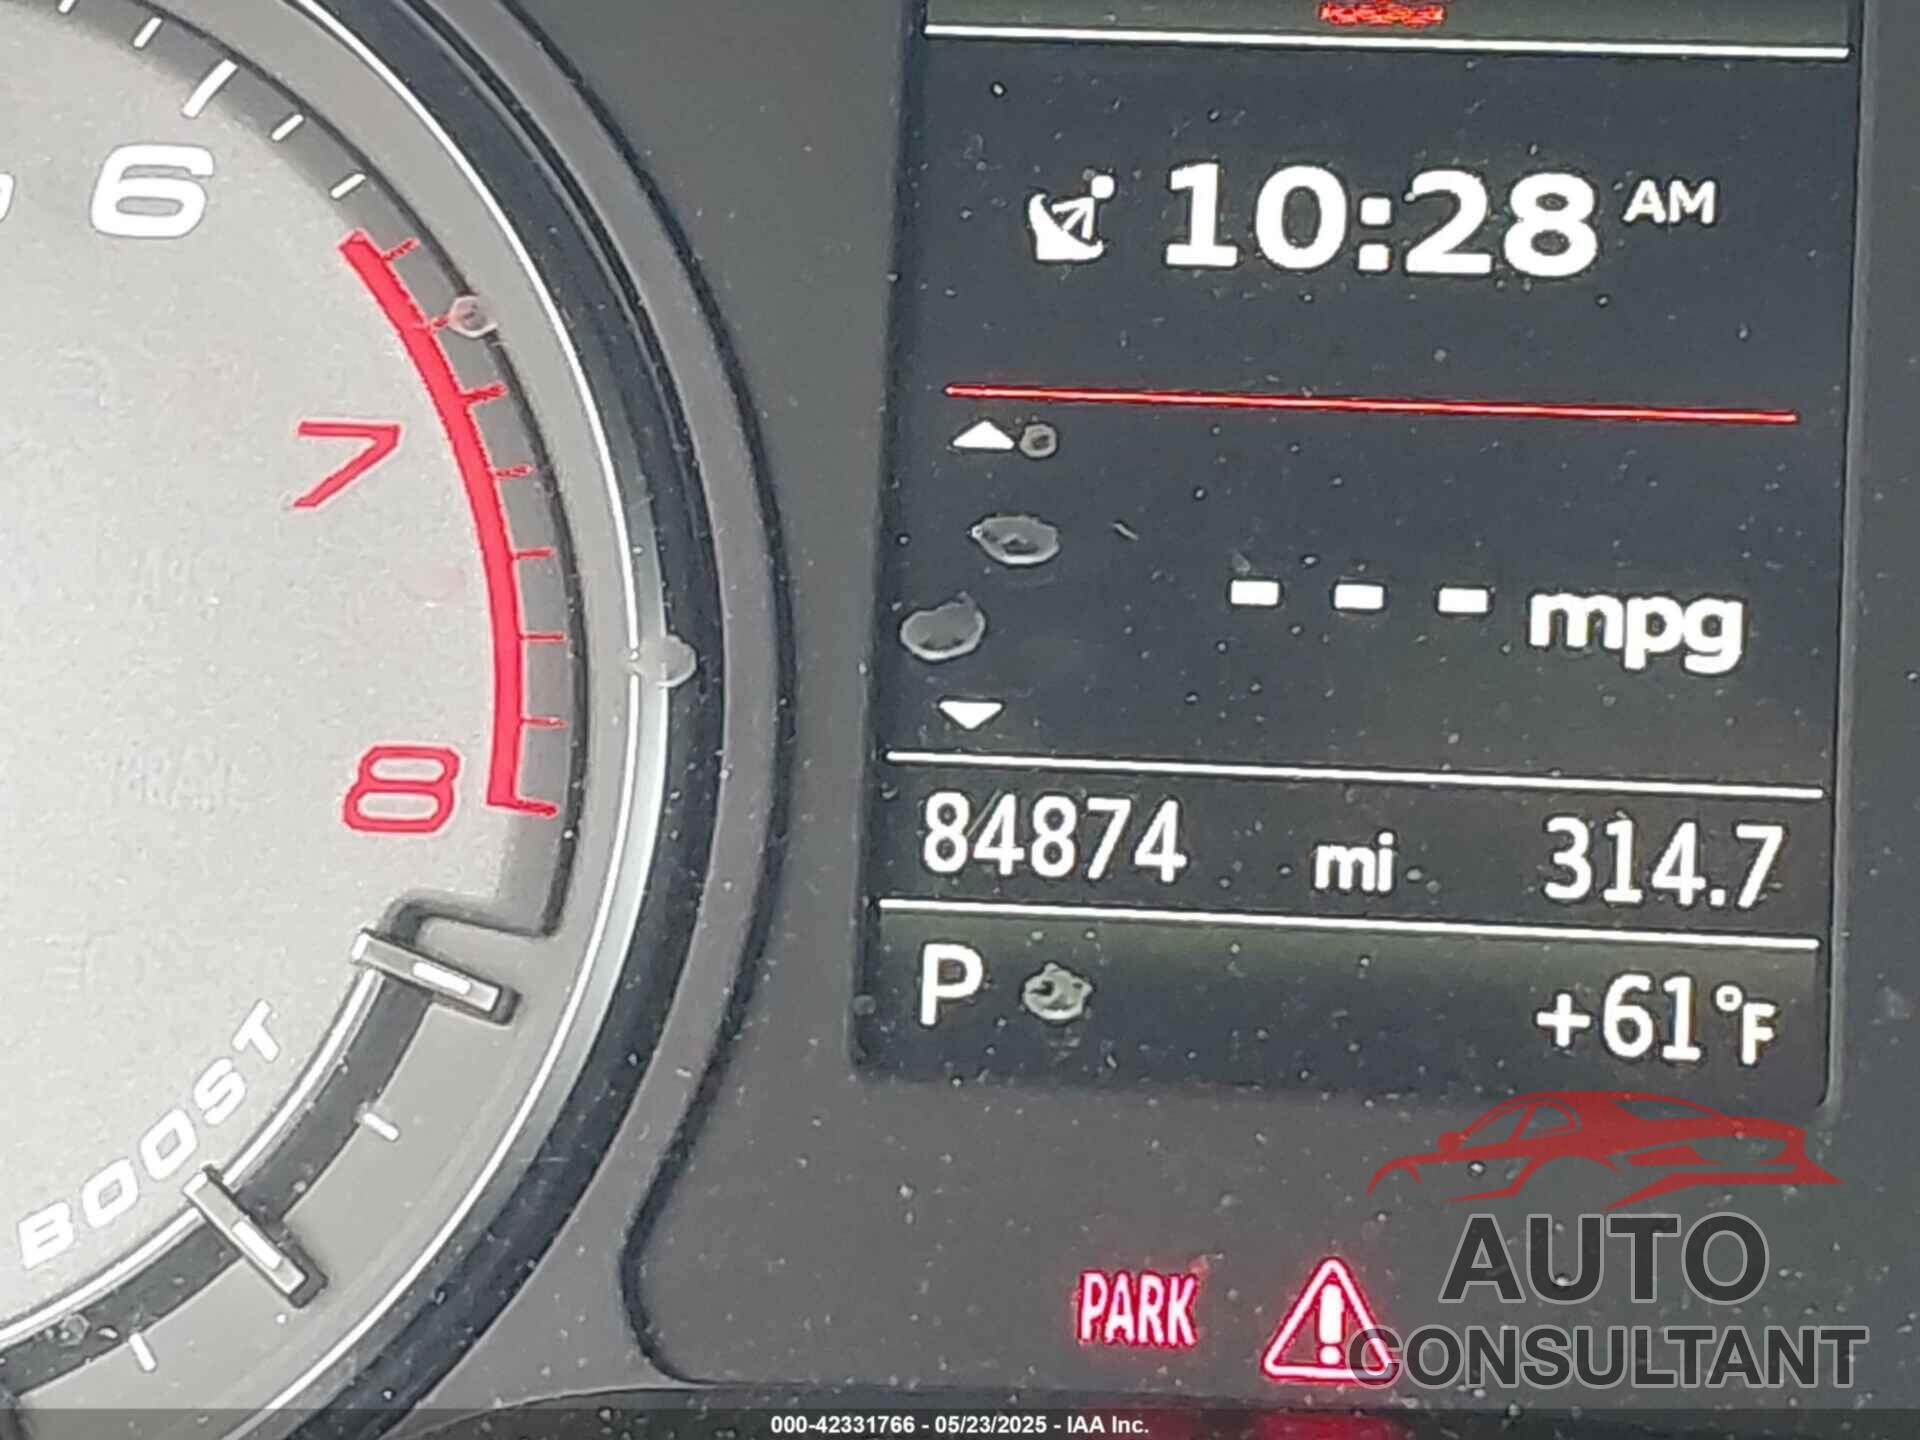 6
7
8
BOOST
10:28 AM
--- mpg
84874 mi 314.7
P +61°F
PARK
AUTO
CONSULTANT
000-42331766 - 05/23/2025 - IAA Inc.